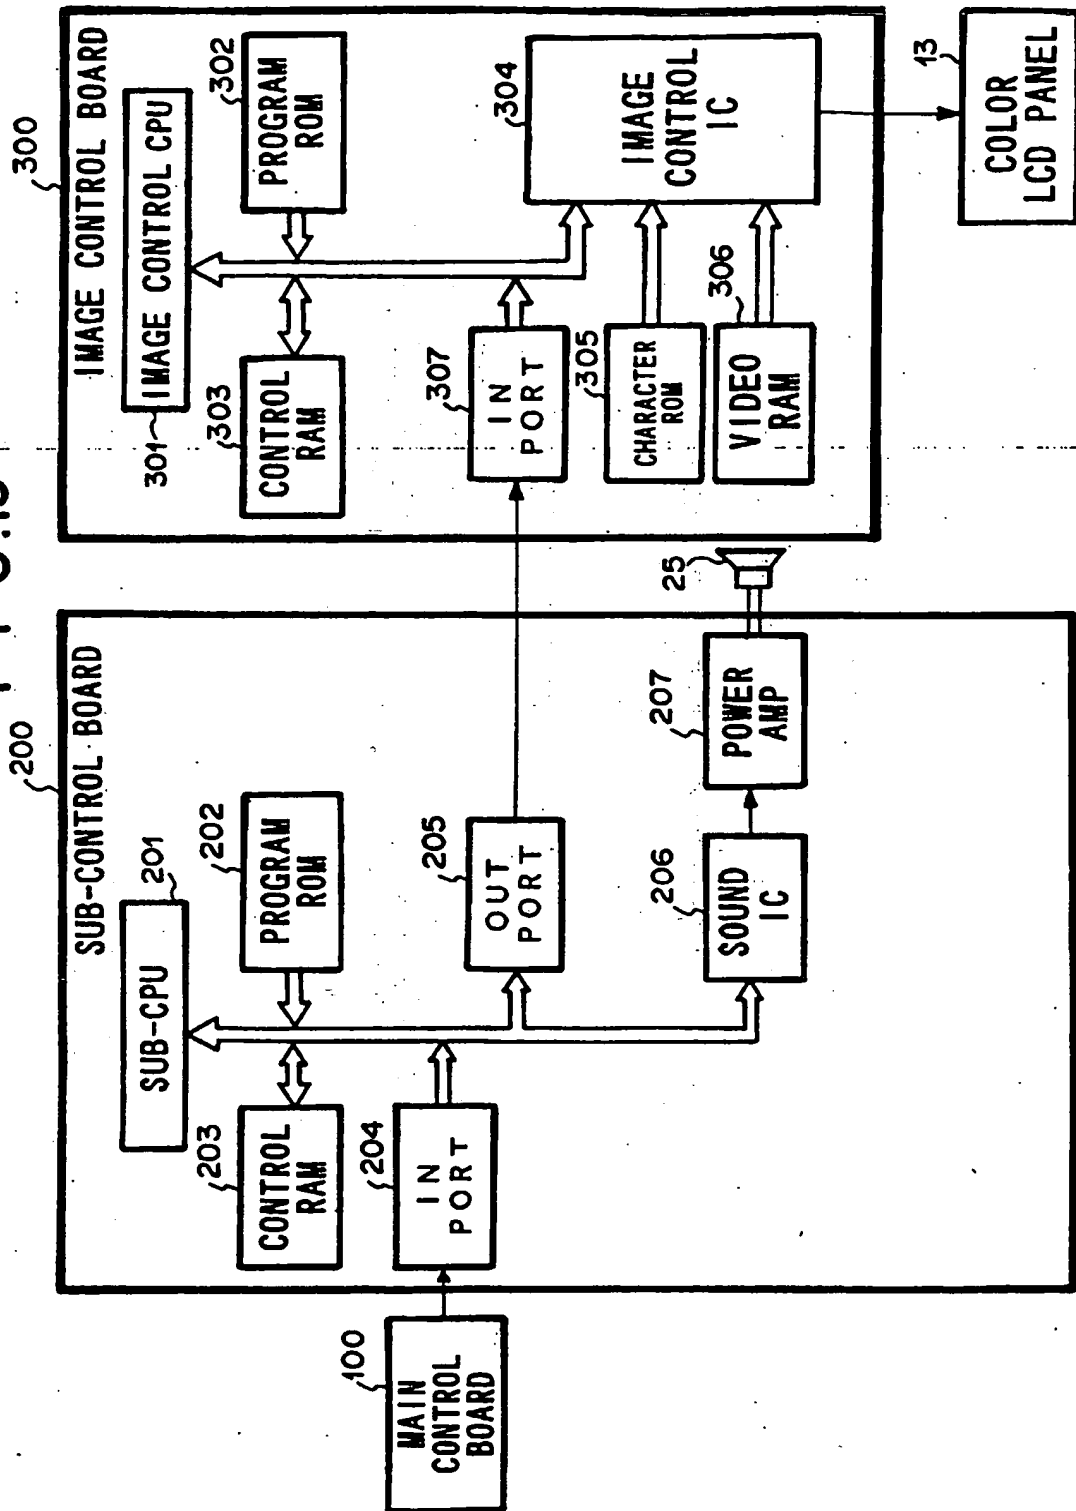 200
SUB-CONTROL BOARD
201
SUB-CPU
202
PROGRAM
ROM
203
CONTROL
RAM
204
IN
PORT
205
OUT
PORT
206
SOUND
IC
207
POWER
AMP
25
100
MAIN
CONTROL
BOARD
300
IMAGE CONTROL BOARD
301
IMAGE CONTROL CPU
302
PROGRAM
ROM
303
CONTROL
RAM
304
IMAGE
CONTROL
IC
307
IN
PORT
305
CHARACTER
ROM
306
VIDEO
RAM
13
COLOR
LCD PANEL